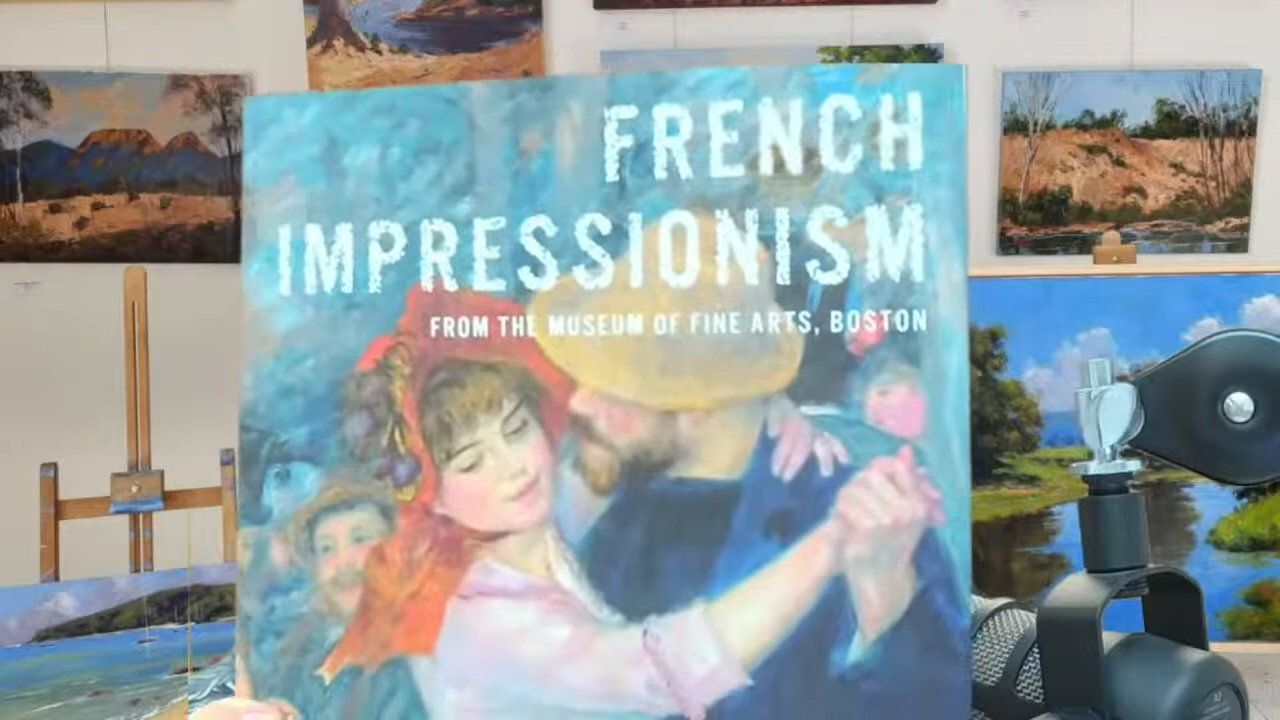 FRENCH
IMPRESSIONISM
FROM THE MUSEUM OF FINE ARTS, BOSTON